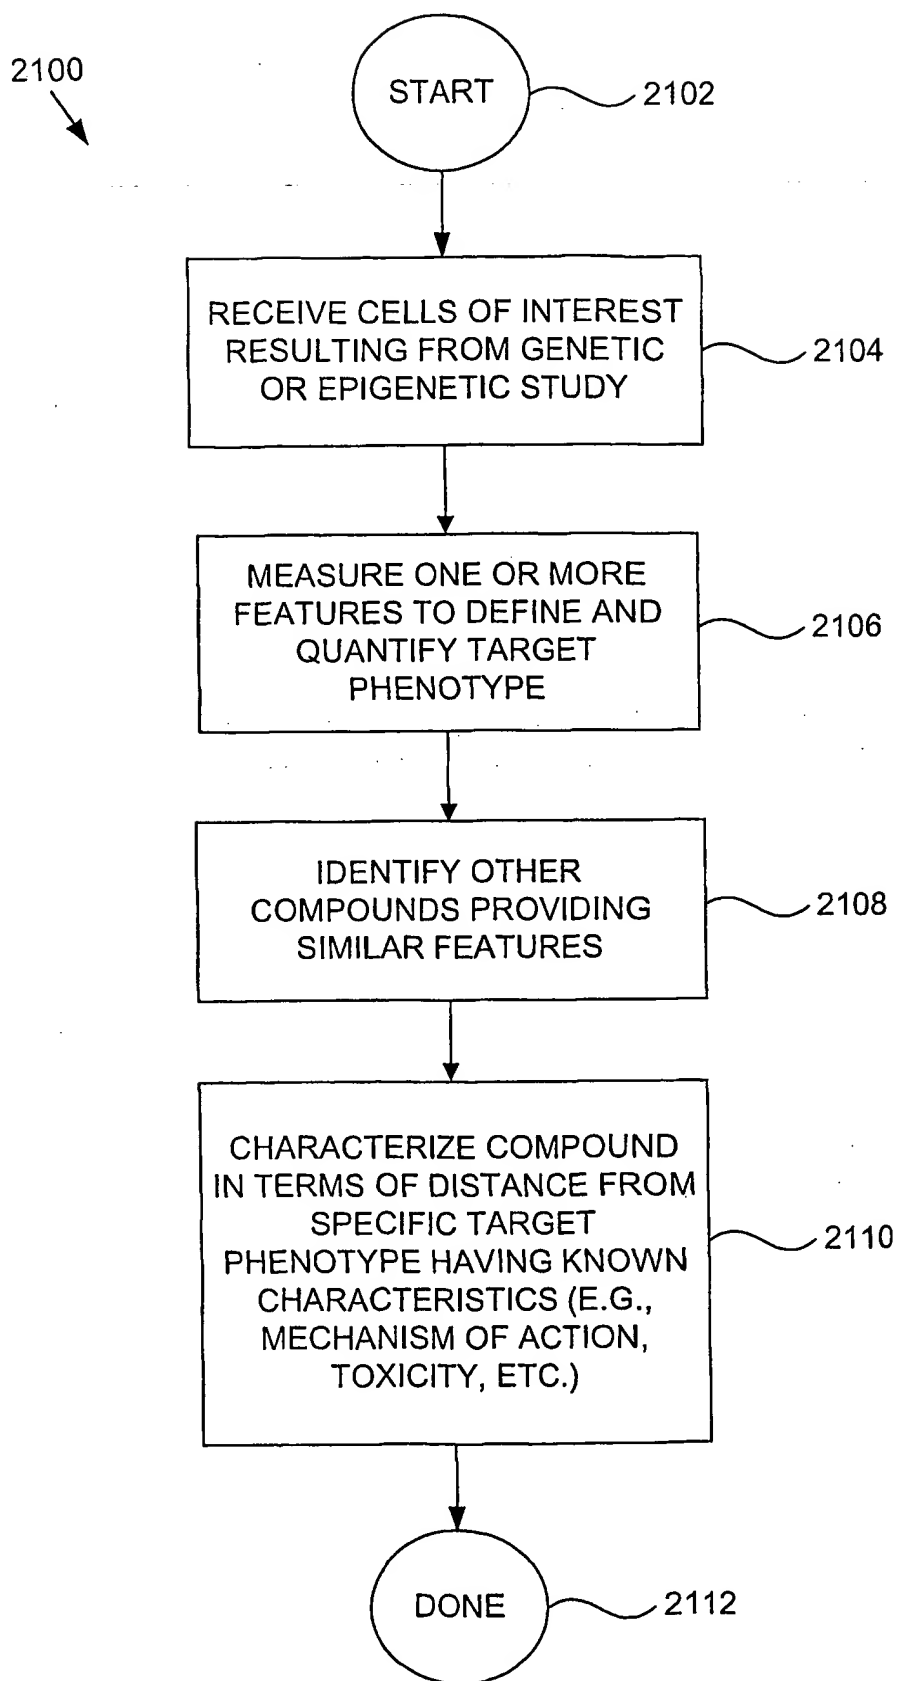 2100
START
2102
RECEIVE CELLS OF INTEREST
RESULTING FROM GENETIC
OR EPIGENETIC STUDY
2104
MEASURE ONE OR MORE
FEATURES TO DEFINE AND
QUANTIFY TARGET
PHENOTYPE
2106
IDENTIFY OTHER
COMPOUNDS PROVIDING
SIMILAR FEATURES
2108
CHARACTERIZE COMPOUND
IN TERMS OF DISTANCE FROM
SPECIFIC TARGET
PHENOTYPE HAVING KNOWN
CHARACTERISTICS (E.G.,
MECHANISM OF ACTION,
TOXICITY, ETC.)
2110
DONE
2112